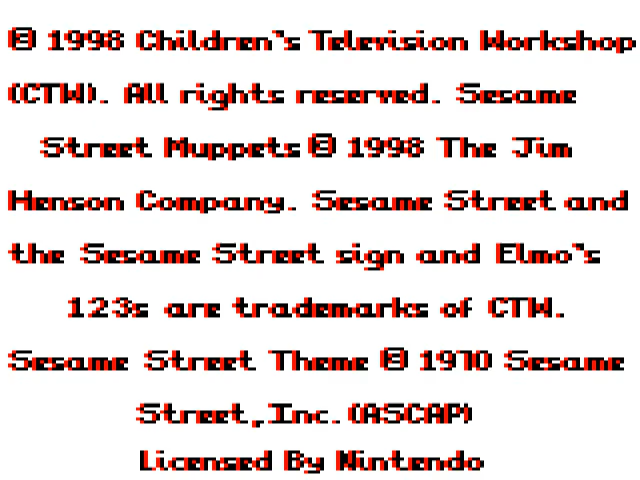 © 1998 Children's Television Workshop
(CTW). All rights reserved. Sesame
Street Muppets © 1998 The Jim
Henson Company. Sesame Street and
the Sesame Street sign and Elmo's
123s are trademarks of CTW.
Sesame Street Theme © 1970 Sesame
Street, Inc. (ASCAP)
Licensed By Nintendo